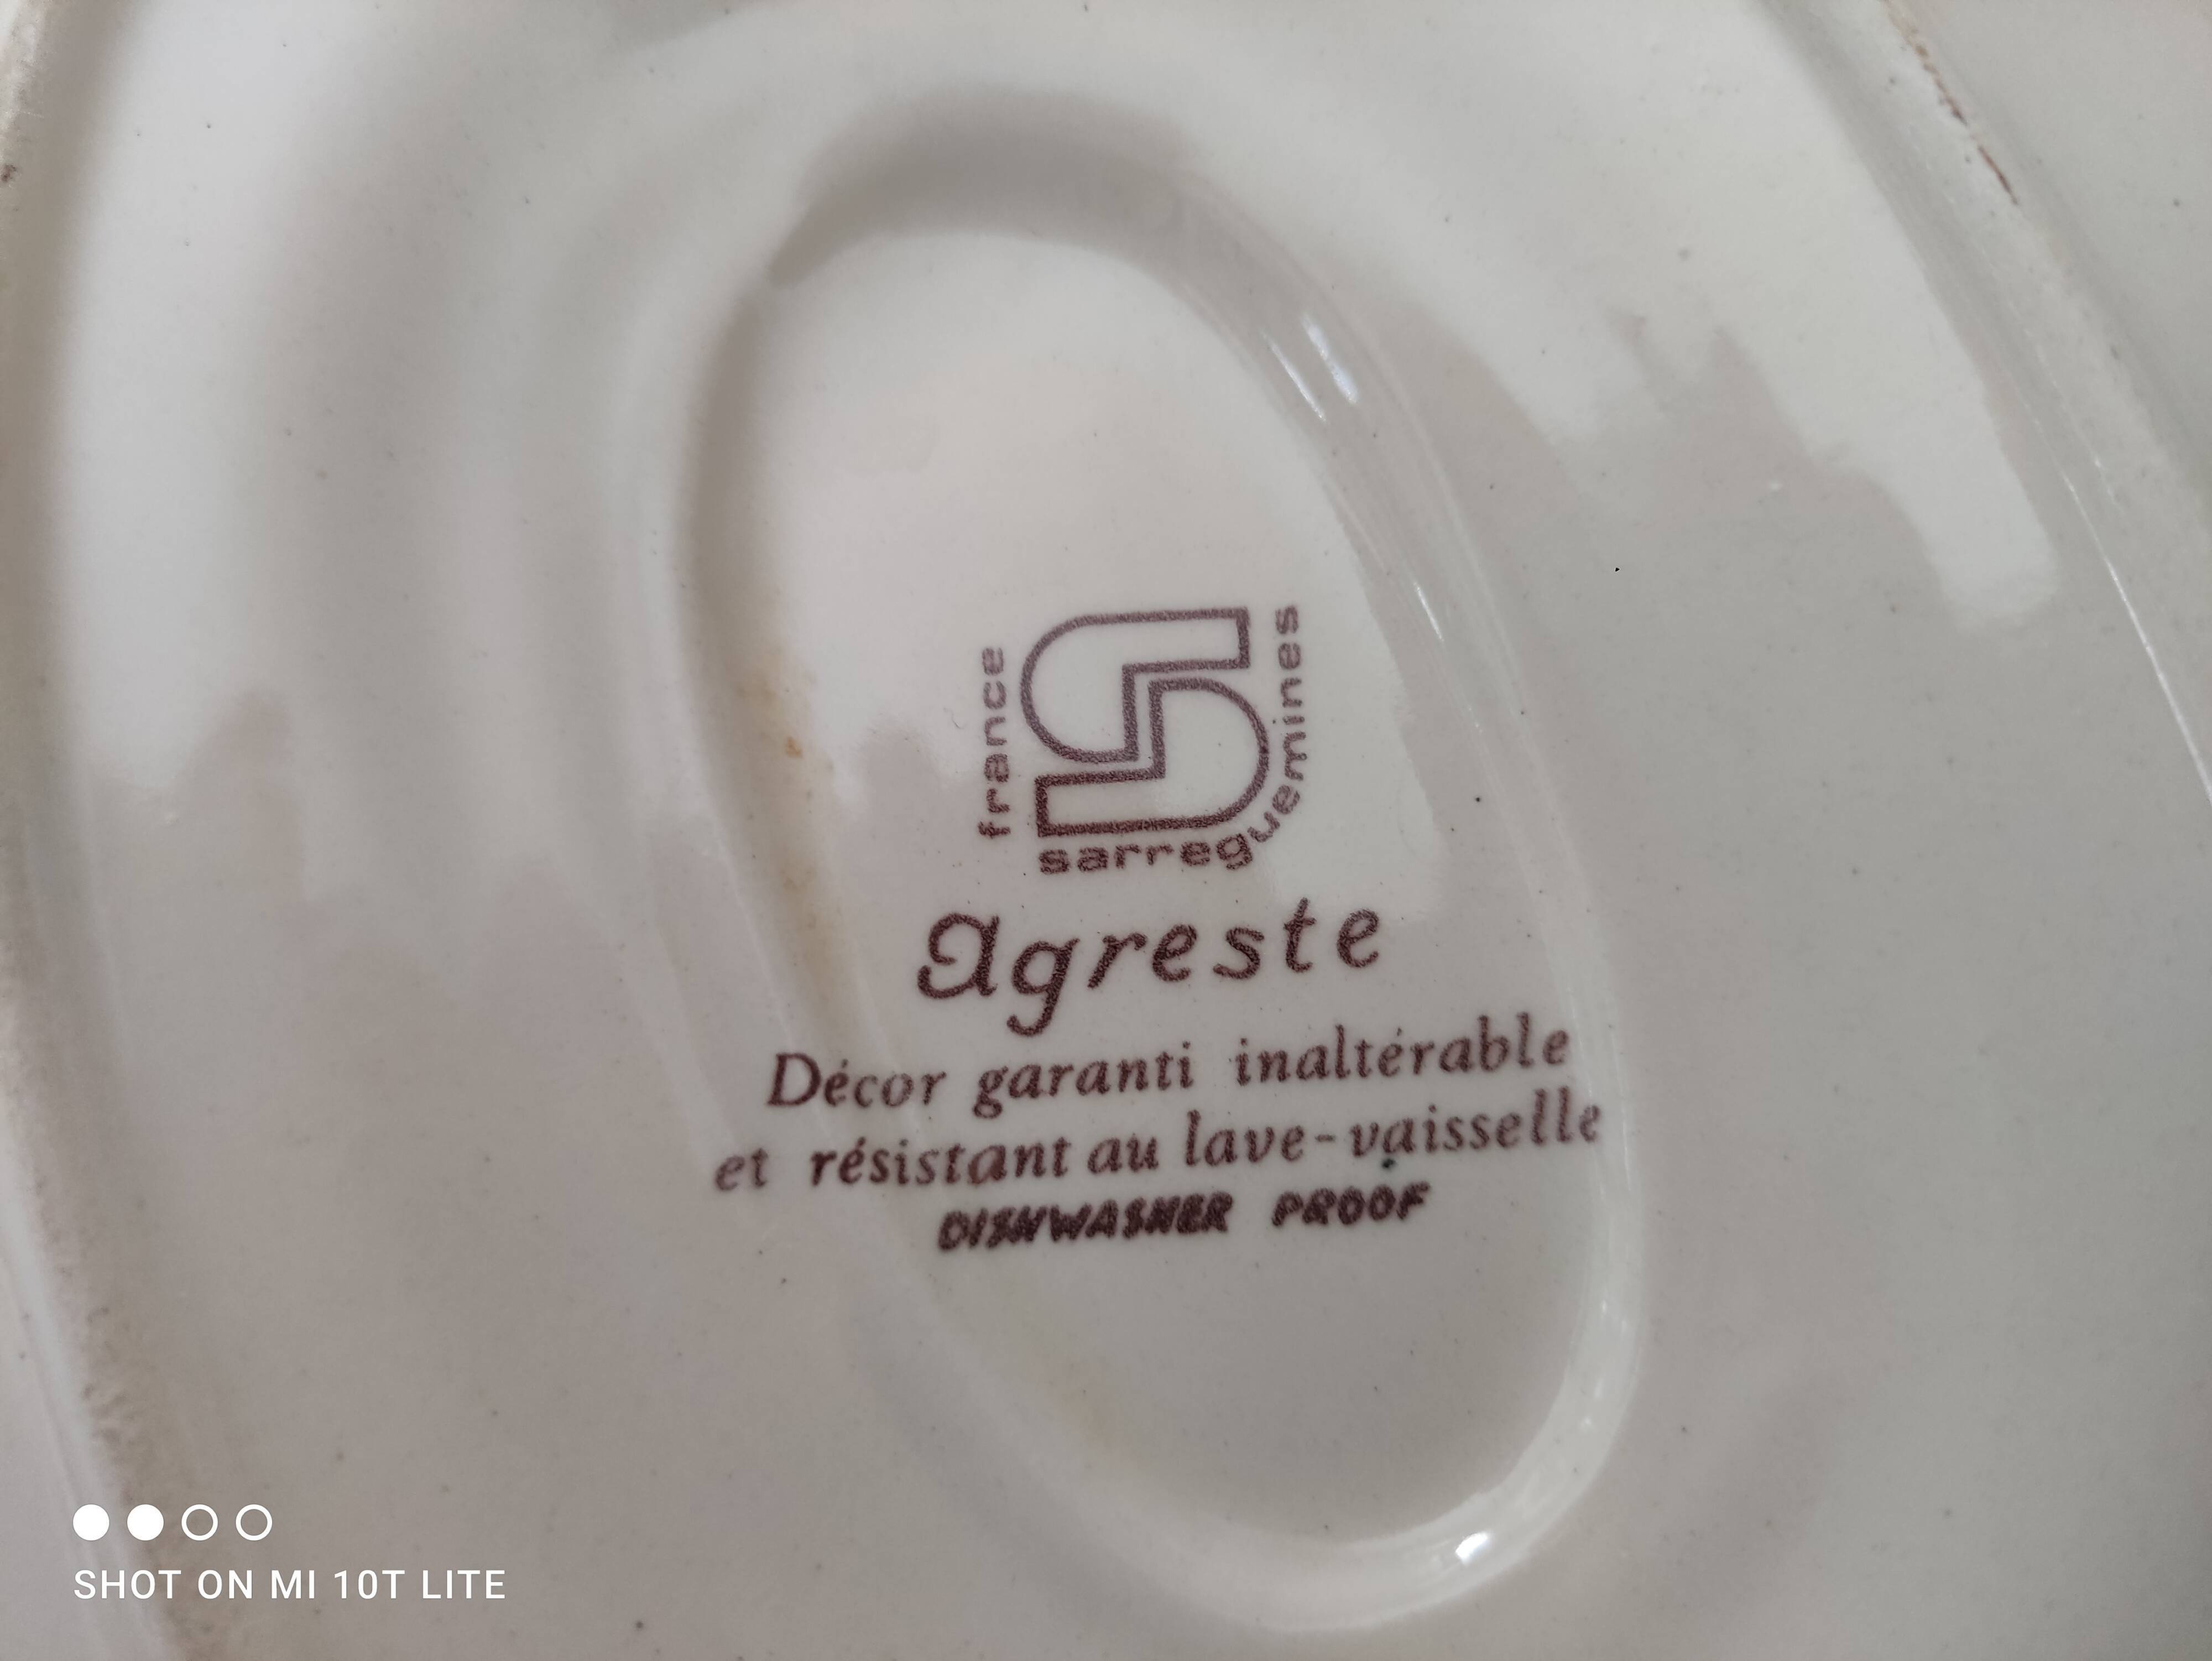 france
sarreguemines
Agreste
Décor garanti inaltérable
et résistant au lave-vaisselle
DISHWASHER PROOF
SHOT ON MI 10T LITE